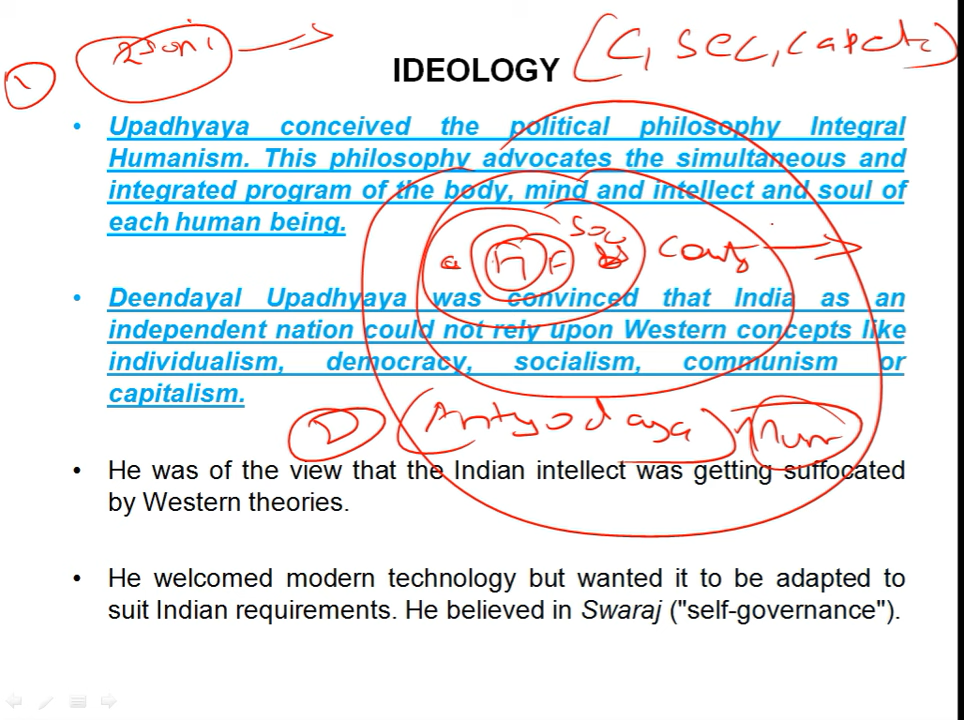 IDEOLOGY
• Upadhyaya conceived the political philosophy Integral
Humanism. This philosophy advocates the simultaneous and
integrated program of the body, mind and intellect and soul of
each human being.
• Deendayal Upadhyaya was convinced that India as an
independent nation could not rely upon Western concepts like
individualism, democracy, socialism, communism or
capitalism.
Antyodaya
• He was of the view that the Indian intellect was getting suffocated
by Western theories.
• He welcomed modern technology but wanted it to be adapted to
suit Indian requirements. He believed in Swaraj ("self-governance").